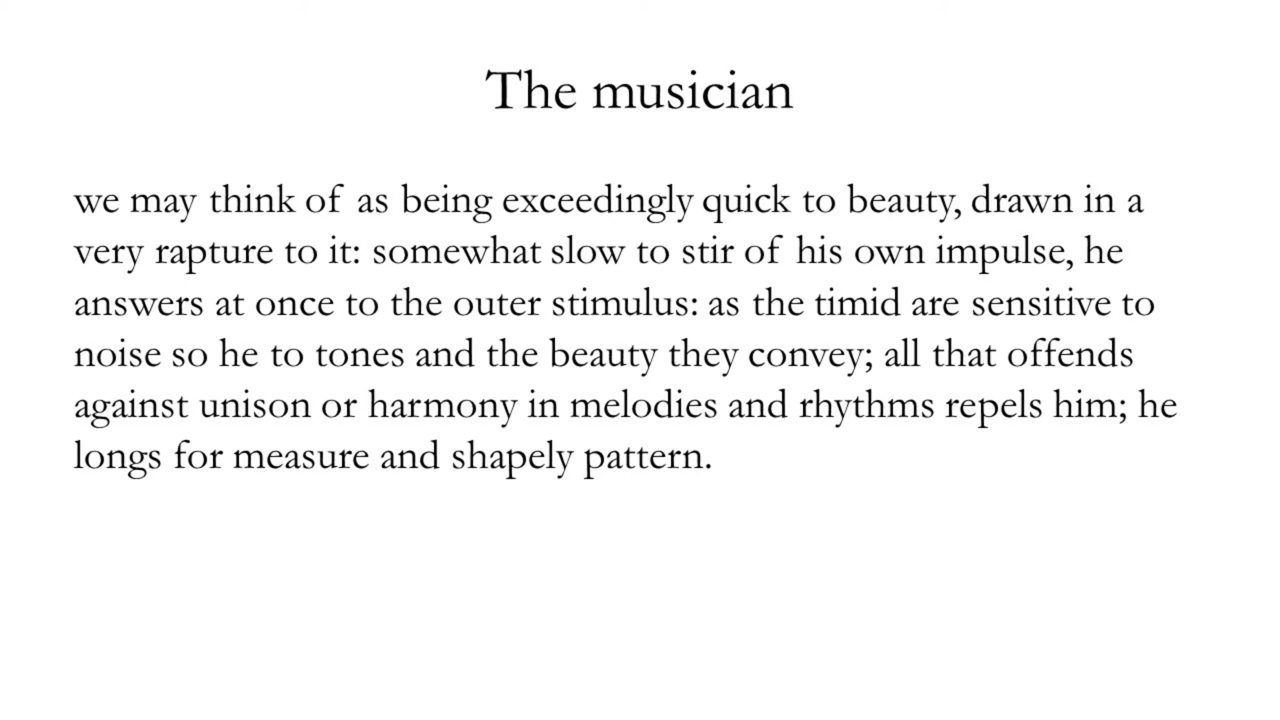 The musician
we may think of as being exceedingly quick to beauty, drawn in a
very rapture to it: somewhat slow to stir of his own impulse, he
answers at once to the outer stimulus: as the timid are sensitive to
noise so he to tones and the beauty they convey; all that offends
against unison or harmony in melodies and rhythms repels him; he
longs for measure and shapely pattern.